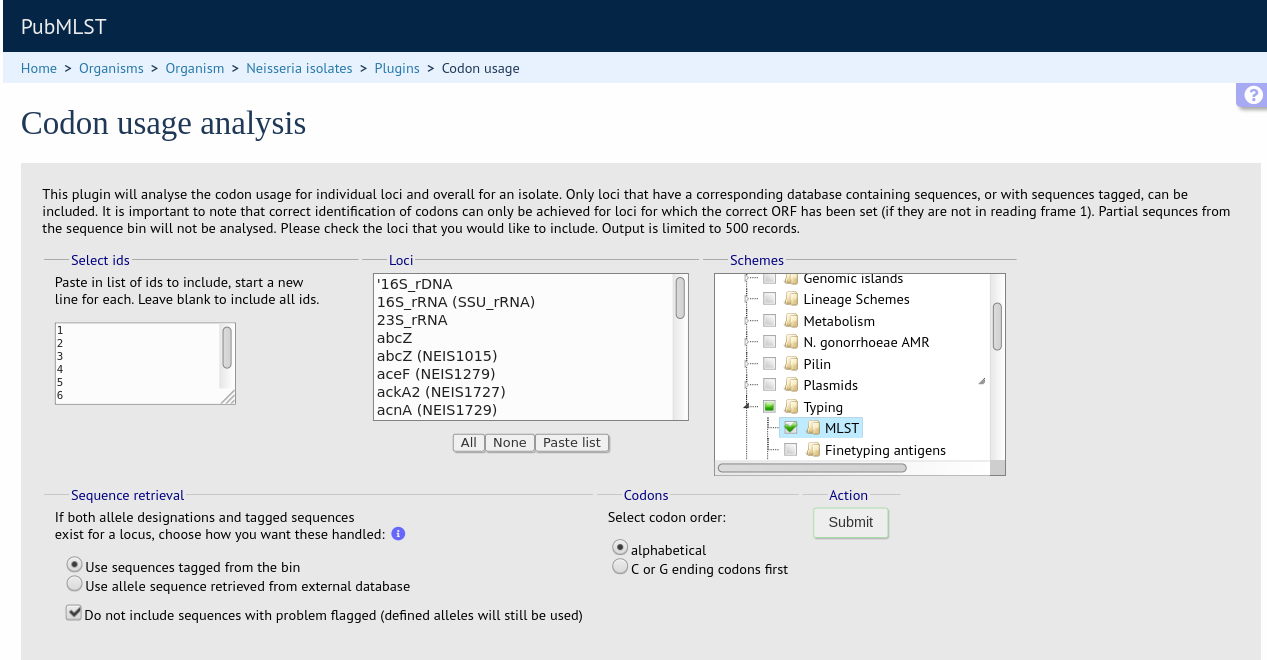 PubMLST
Home > Organisms > Organism > Neisseria isolates > Plugins > Codon usage
?
Codon usage analysis
This plugin will analyse the codon usage for individual loci and overall for an isolate. Only loci that have a corresponding database containing sequences, or with sequences tagged, can be
included. It is important to note that correct identification of codons can only be achieved for loci for which the correct ORF has been set (if they are not in reading frame 1). Partial sequnces from
the sequence bin will not be analysed. Please check the loci that you would like to include. Output is limited to 500 records.
Select ids
Paste in list of ids to include, start a new
line for each. Leave blank to include all ids.
1
2
3
4
5
6
Loci
'16S_rDNA
16S_rRNA (SSU_rRNA)
23S_rRNA
abcZ
abcZ (NEIS1015)
aceF (NEIS1279)
ackA2 (NEIS1727)
acnA (NEIS1729)
All None Paste list
Schemes
Genomic islands
Lineage Schemes
Metabolism
N. gonorrhoeae AMR
Pilin
Plasmids
Typing
MLST
Finetyping antigens
Sequence retrieval
If both allele designations and tagged sequences
exist for a locus, choose how you want these handled: i
Use sequences tagged from the bin
Use allele sequence retrieved from external database
Do not include sequences with problem flagged (defined alleles will still be used)
Codons
Select codon order:
alphabetical
C or G ending codons first
Action
Submit